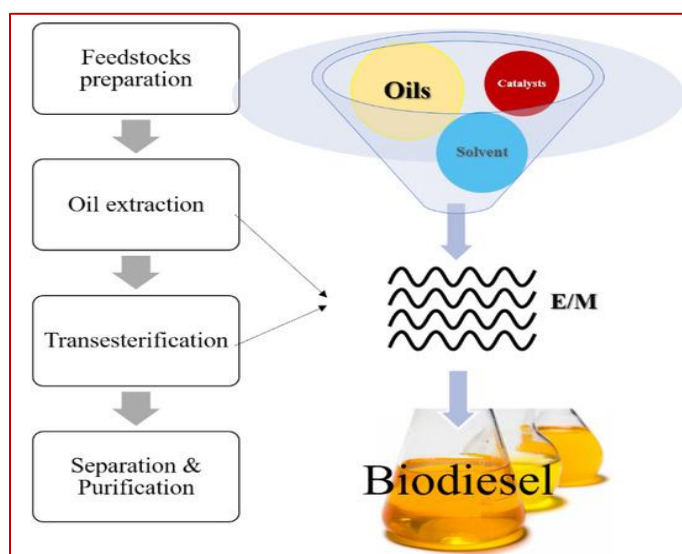 Feedstocks
preparation
Oil extraction
Transesterification
Separation &
Purification
Oils
Catalysts
Solvent
E/M
Biodiesel